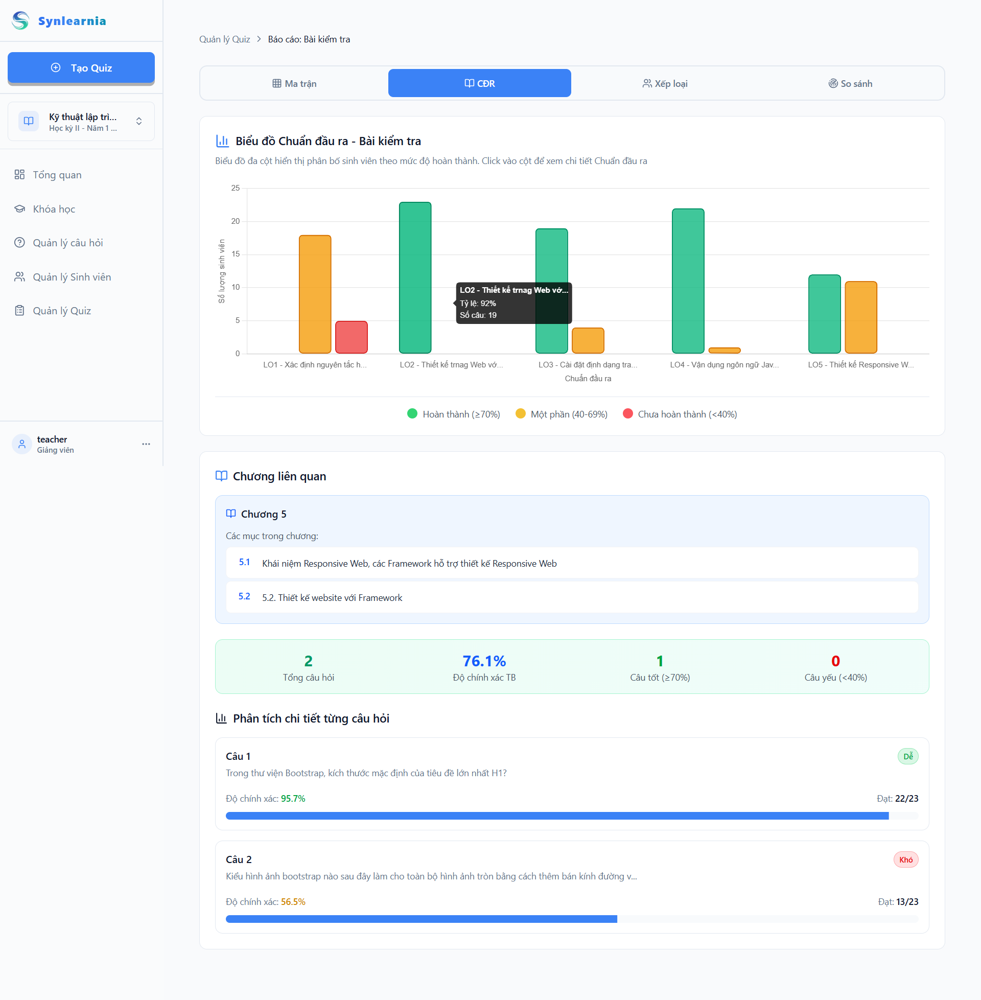 Synlearnia
Tạo Quiz
Kỹ thuật lập trì...
Học kỳ II - Năm 1 ...
Tổng quan
Khóa học
Quản lý câu hỏi
Quản lý Sinh viên
Quản lý Quiz
teacher
Giảng viên
Quản lý Quiz > Báo cáo: Bài kiểm tra
Ma trận
CĐR
Xếp loại
So sánh
Biểu đồ Chuẩn đầu ra - Bài kiểm tra
Biểu đồ đa cột hiển thị phân bố sinh viên theo mức độ hoàn thành. Click vào cột để xem chi tiết Chuẩn đầu ra
Số lượng sinh viên
25
20
15
10
5
0
LO2 - Thiết kế trnag Web vớ...
Tỷ lệ: 92%
Số câu: 19
LO1 - Xác định nguyên tắc h...
LO2 - Thiết kế trnag Web vớ...
LO3 - Cài đặt định dạng tra...
LO4 - Vận dụng ngôn ngữ Jav...
LO5 - Thiết kế Responsive W...
Chuẩn đầu ra
Hoàn thành (≥70%)
Một phần (40-69%)
Chưa hoàn thành (<40%)
Chương liên quan
Chương 5
Các mục trong chương:
5.1 Khái niệm Responsive Web, các Framework hỗ trợ thiết kế Responsive Web
5.2 5.2. Thiết kế website với Framework
2
Tổng câu hỏi
76.1%
Độ chính xác TB
1
Câu tốt (≥70%)
0
Câu yếu (<40%)
Phân tích chi tiết từng câu hỏi
Câu 1
Dễ
Trong thư viện Bootstrap, kích thước mặc định của tiêu đề lớn nhất H1?
Độ chính xác: 95.7%
Đạt: 22/23
Câu 2
Khó
Kiểu hình ảnh bootstrap nào sau đây làm cho toàn bộ hình ảnh tròn bằng cách thêm bán kính đường v...
Độ chính xác: 56.5%
Đạt: 13/23